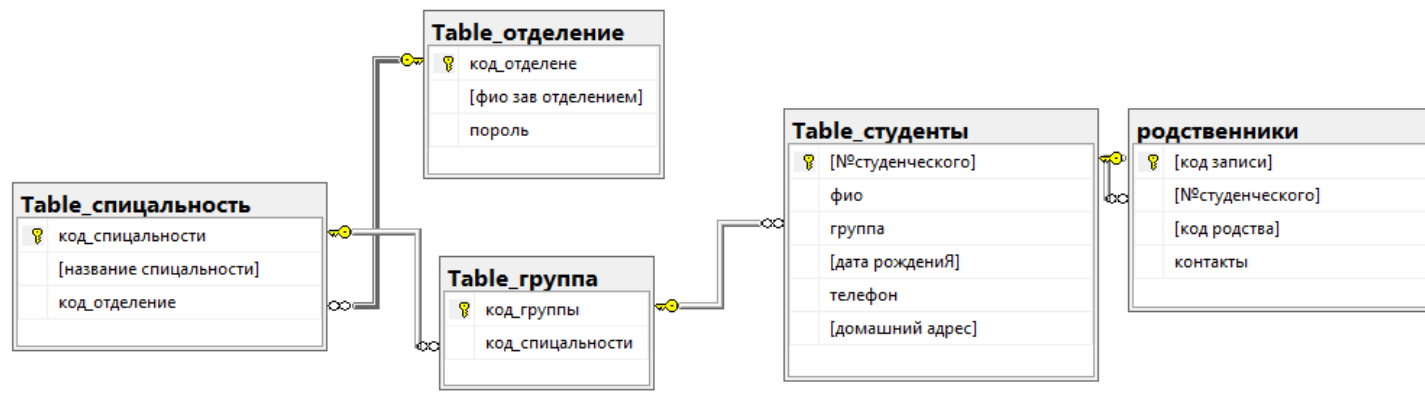 Table_отделение
код_отделене
[фио зав отделением]
пороль
Table_спицальность
код_спицальности
[название спицальности]
код_отделение
Table_группа
код_группы
код_спицальности
Table_студенты
[№студенческого]
фио
группа
[дата рождениЯ]
телефон
[домашний адрес]
родственники
[код записи]
[№студенческого]
[код родства]
контакты